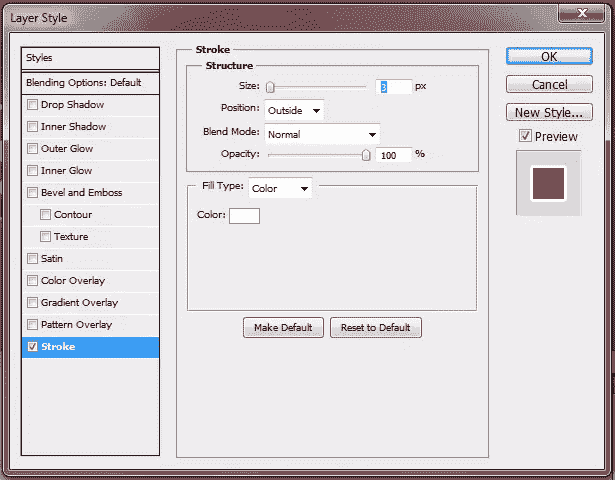 Layer Style
X
Styles
Blending Options: Default
Drop Shadow
Inner Shadow
Outer Glow
Inner Glow
Bevel and Emboss
Contour
Texture
Satin
Color Overlay
Gradient Overlay
Pattern Overlay
Stroke
Stroke
Structure
Size: 3 px
Position: Outside
Blend Mode: Normal
Opacity: 100 %
Fill Type: Color
Color:
Make Default Reset to Default
OK
Cancel
New Style...
Preview